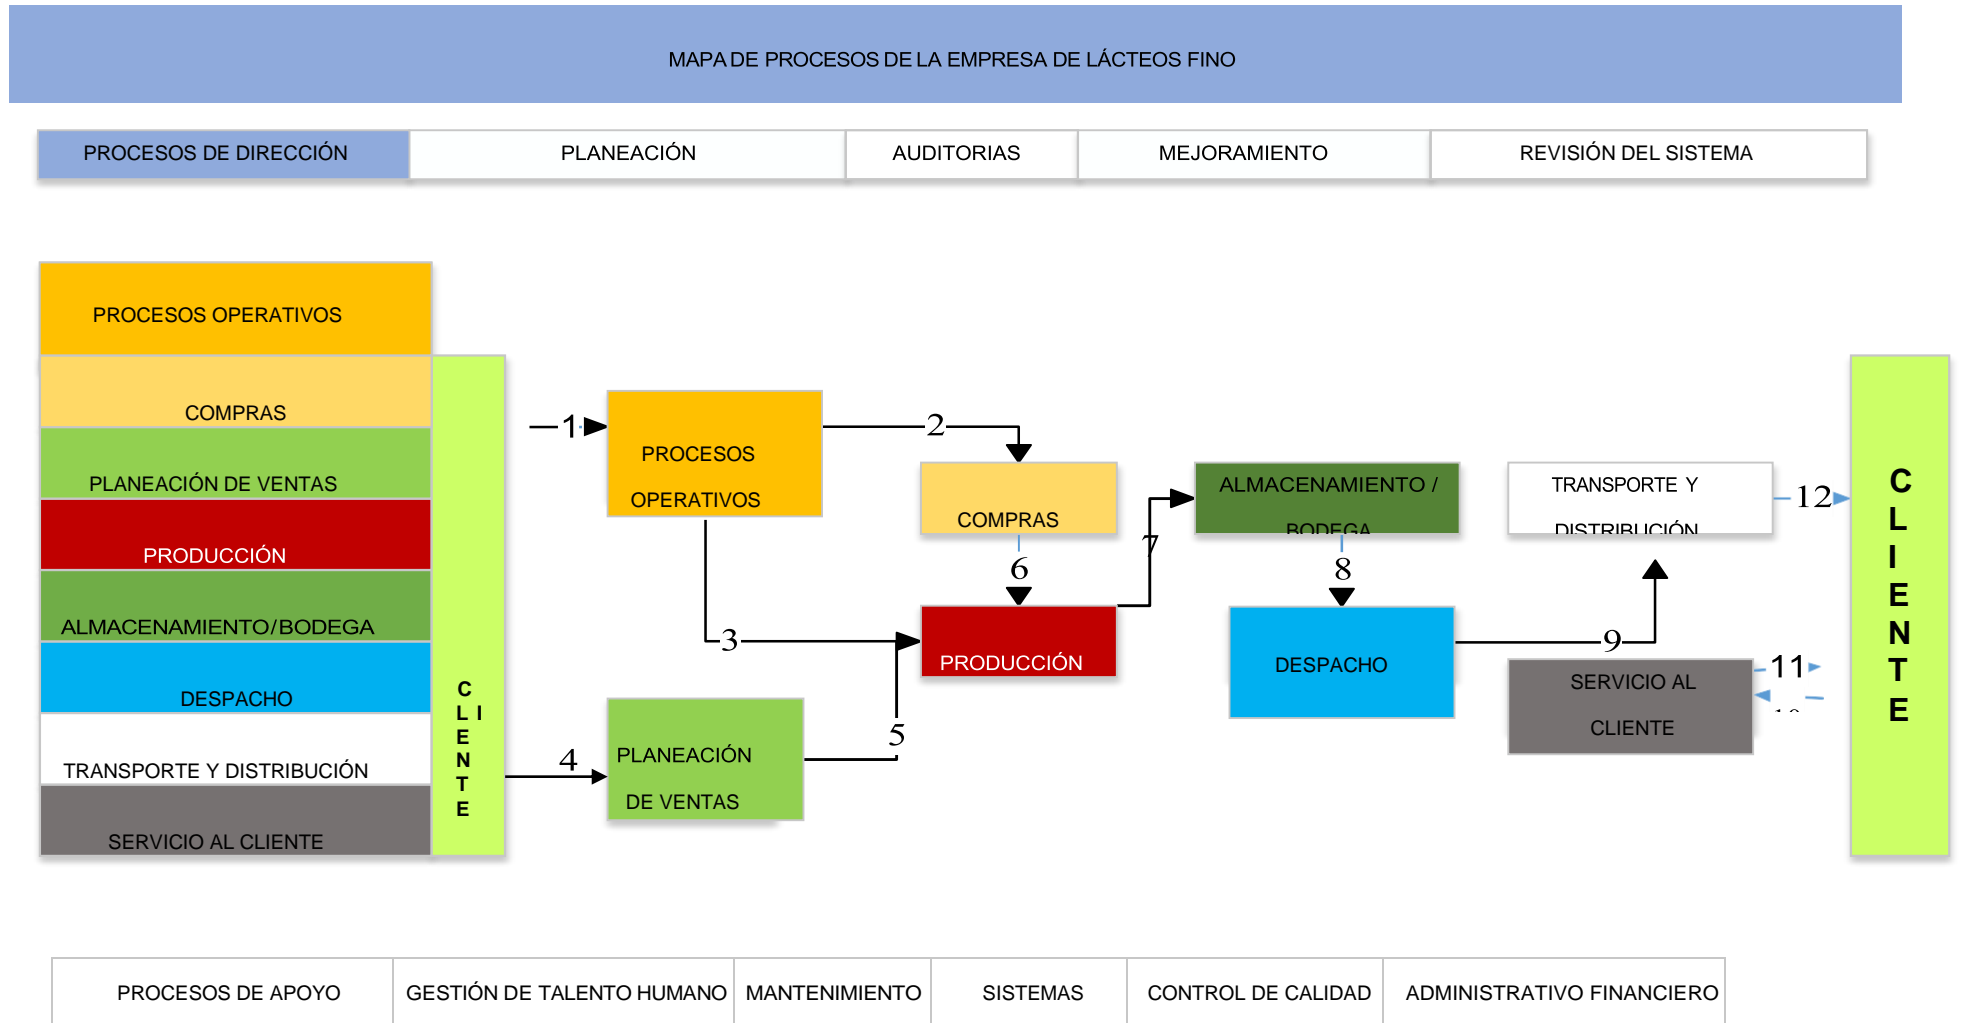 MAPA DE PROCESOS DE LA EMPRESA DE LÁCTEOS FINO
PROCESOS DE DIRECCIÓN
PLANEACIÓN
AUDITORIAS
MEJORAMIENTO
REVISIÓN DEL SISTEMA
PROCESOS OPERATIVOS
COMPRAS
PLANEACIÓN DE VENTAS
PRODUCCIÓN
ALMACENAMIENTO/BODEGA
DESPACHO
TRANSPORTE Y DISTRIBUCIÓN
SERVICIO AL CLIENTE
C
L I
E
N
T
E
1
PROCESOS
OPERATIVOS
2
COMPRAS
3
4
PLANEACIÓN
DE VENTAS
5
6
PRODUCCIÓN
7
ALMACENAMIENTO /
BODEGA
8
DESPACHO
9
TRANSPORTE Y
DISTRIBUCIÓN
12
SERVICIO AL
CLIENTE
11
C
L
I
E
N
T
E
PROCESOS DE APOYO
GESTIÓN DE TALENTO HUMANO
MANTENIMIENTO
SISTEMAS
CONTROL DE CALIDAD
ADMINISTRATIVO FINANCIERO